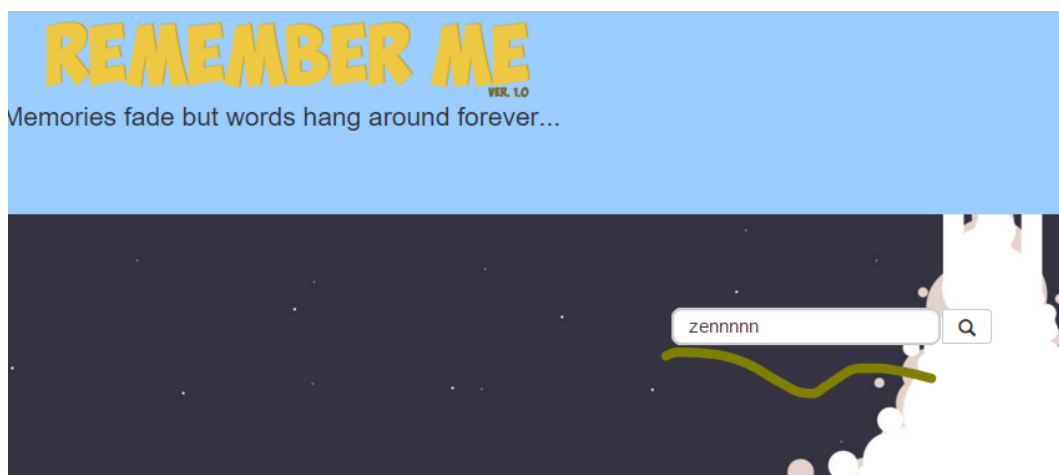 REMEMBER ME
VER. 1.0
Memories fade but words hang around forever...
zennnnn